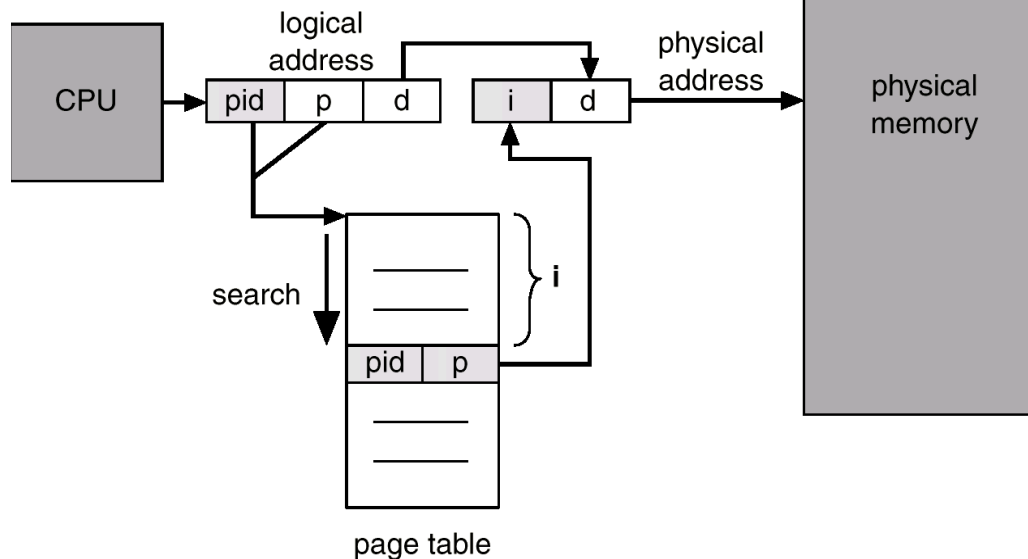 logical
address
physical
address
CPU
pid p d
i d
physical
memory
i
search
pid p
page table